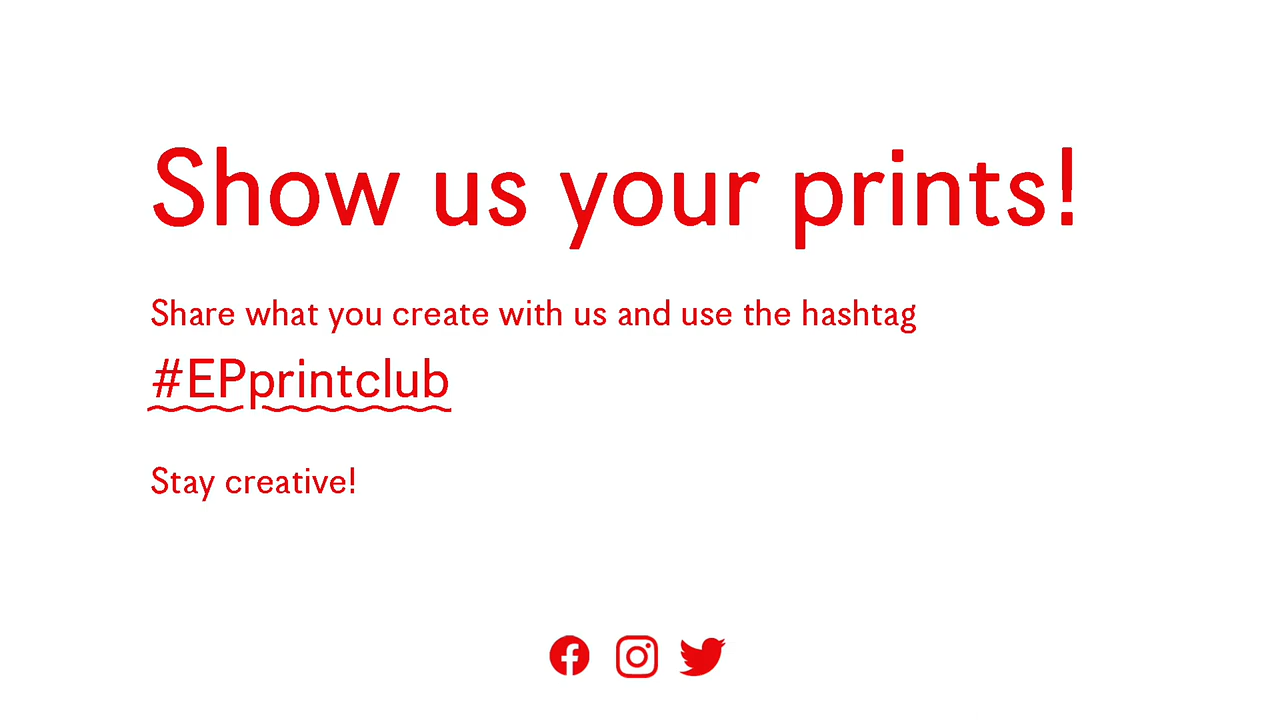 Show us your prints!
Share what you create with us and use the hashtag
#EPprintclub
Stay creative!